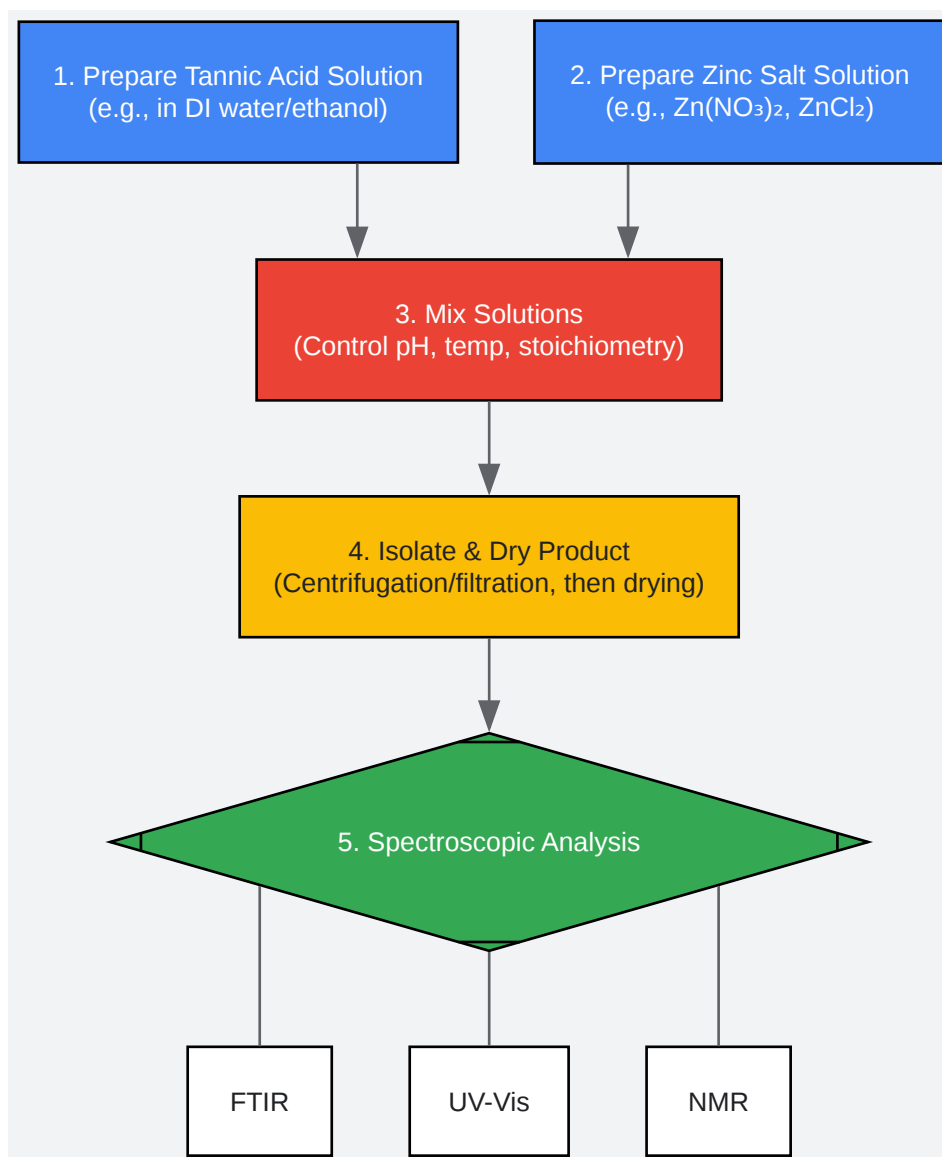 1. Prepare Tannic Acid Solution
(e.g., in DI water/ethanol)
2. Prepare Zinc Salt Solution
(e.g., Zn(NO₃)₂, ZnCl₂)
3. Mix Solutions
(Control pH, temp, stoichiometry)
4. Isolate & Dry Product
(Centrifugation/filtration, then drying)
5. Spectroscopic Analysis
FTIR
UV-Vis
NMR